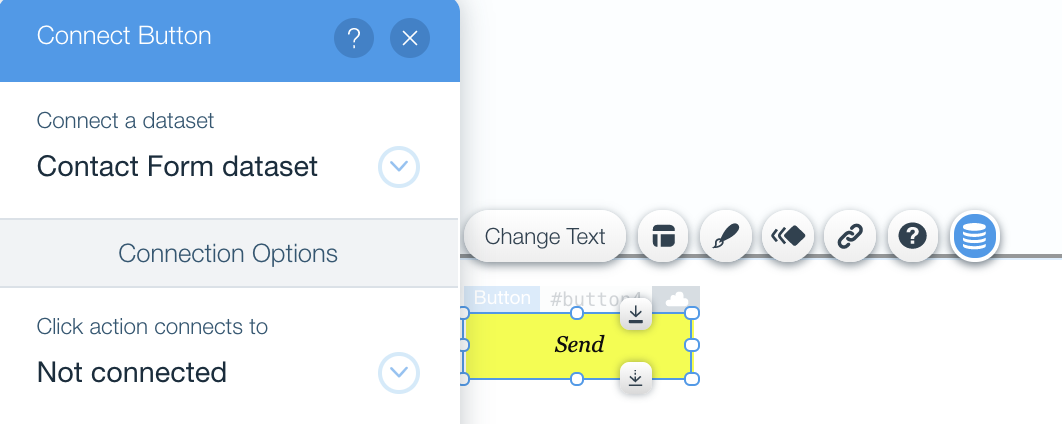 Connect Button
?
Connect a dataset
Contact Form dataset
Connection Options
Click action connects to
Not connected
Change Text
?
Button
#button4
Send